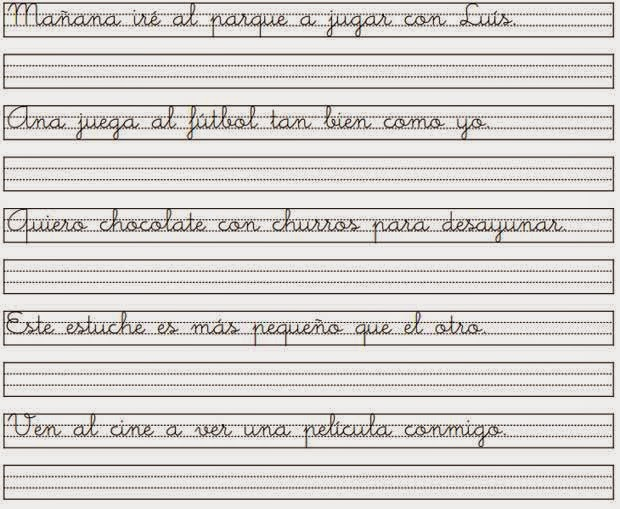 Mañana iré al parque a jugar con Luís.
Ana juega al fútbol tan bien como yo.
Quiero chocolate con churros para desayunar.
Este estuche es más pequeño que el otro.
Ven al cine a ver una película conmigo.